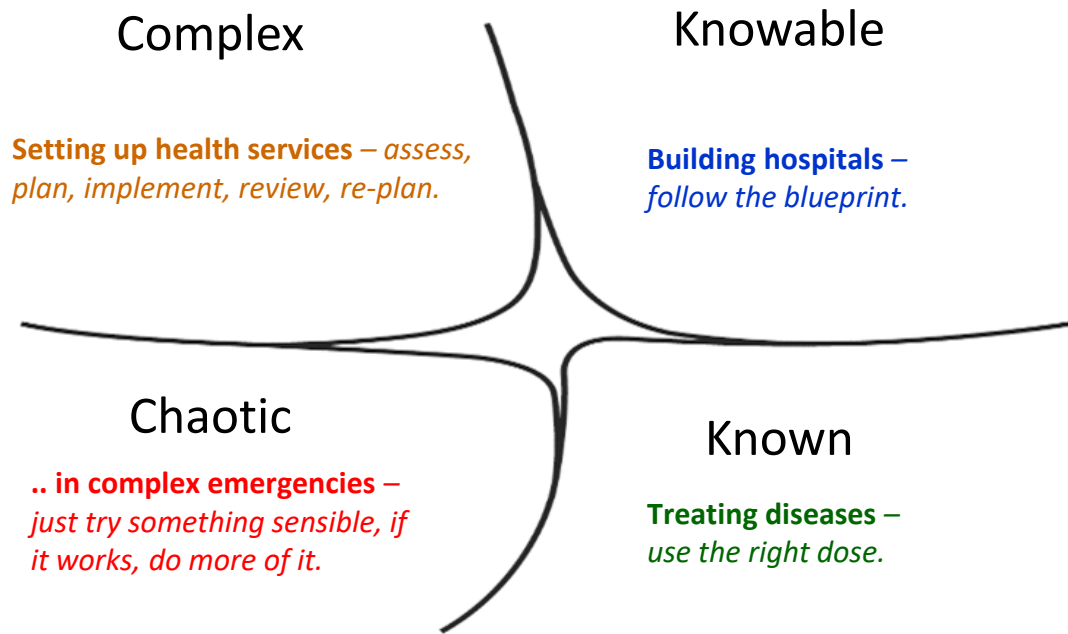 Complex
Knowable
Setting up health services – assess,
plan, implement, review, re-plan.
Building hospitals –
follow the blueprint.
Chaotic
Known
.. in complex emergencies –
just try something sensible, if
it works, do more of it.
Treating diseases –
use the right dose.